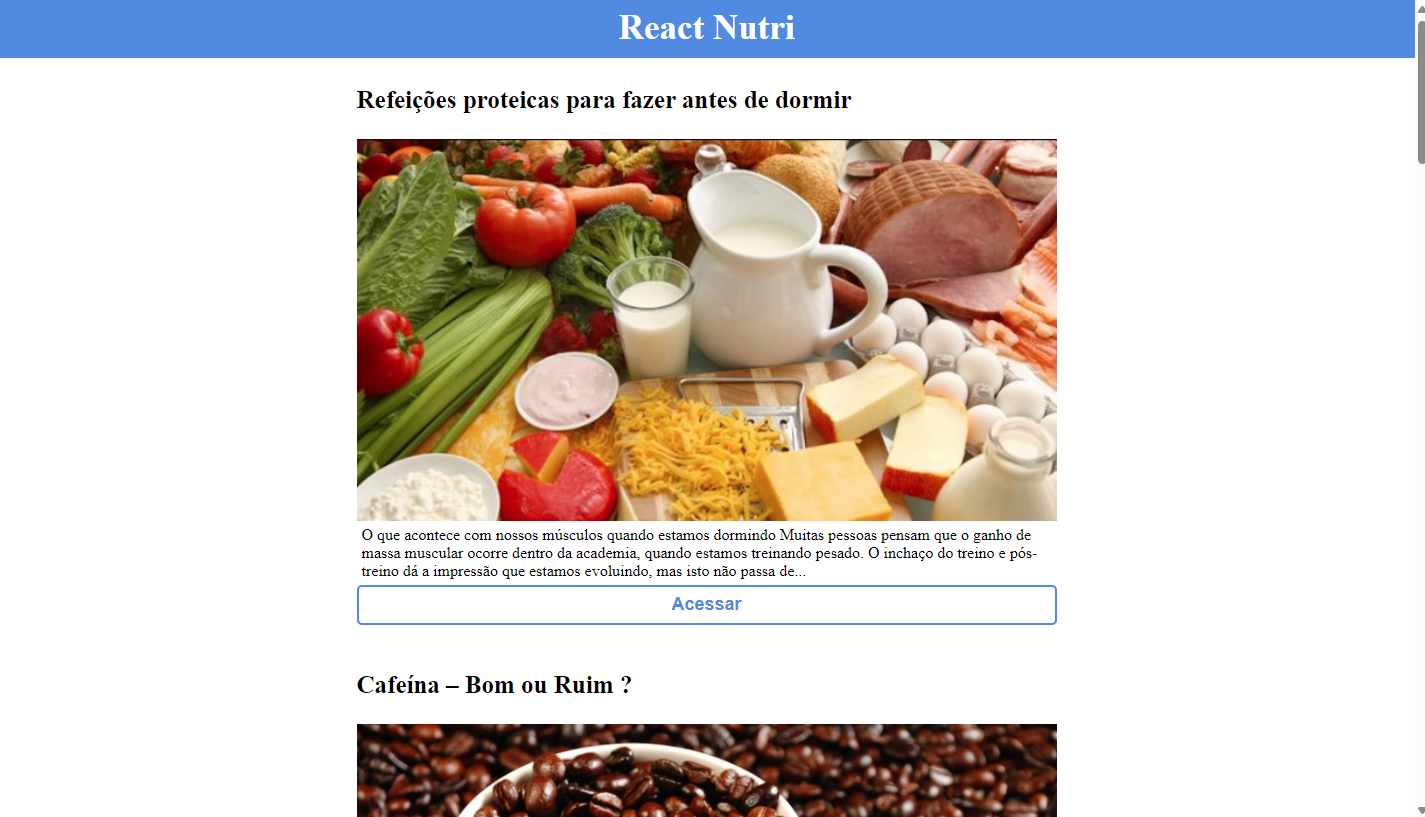 React Nutri
Refeições proteicas para fazer antes de dormir
O que acontece com nossos músculos quando estamos dormindo Muitas pessoas pensam que o ganho de
massa muscular ocorre dentro da academia, quando estamos treinando pesado. O inchaço do treino e pós-
treino dá a impressão que estamos evoluindo, mas isto não passa de...
Acessar
Cafeína – Bom ou Ruim ?